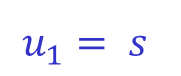 u₁ = s